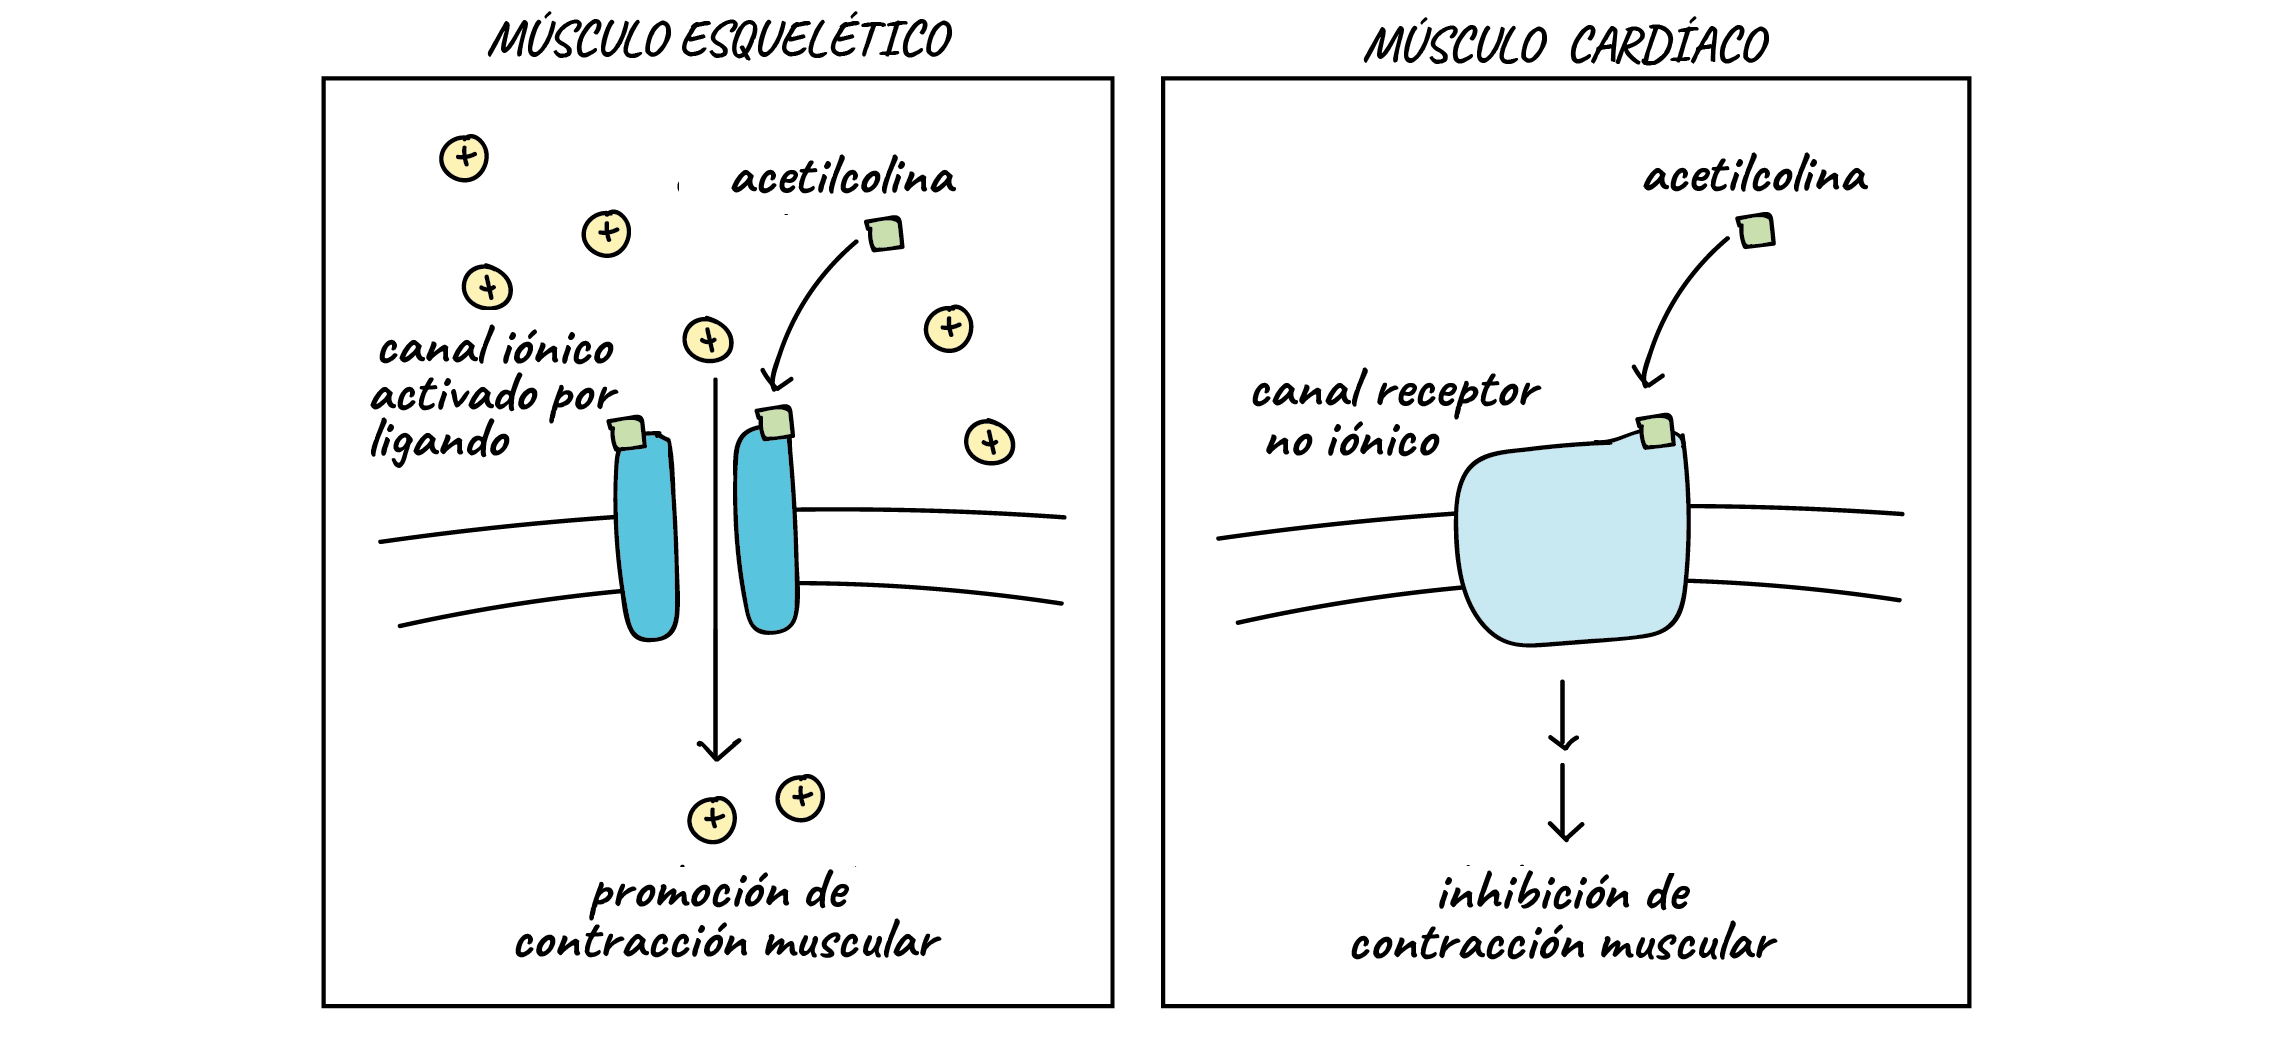 MÚSCULO ESQUELÉTICO
acetilcolina
+
+
+
+
+
+
canal iónico
activado por
ligando
+
+
promoción de
contracción muscular
MÚSCULO CARDÍACO
acetilcolina
canal receptor
no iónico
inhibición de
contracción muscular